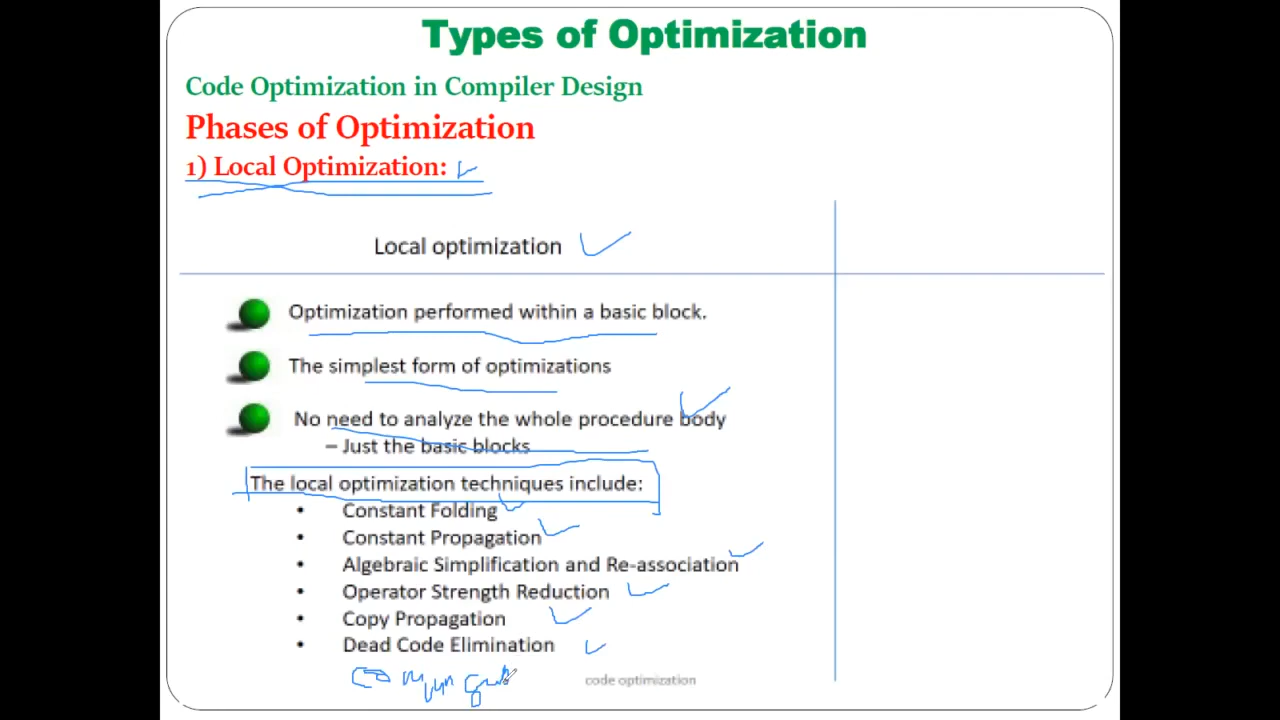 Types of Optimization
Code Optimization in Compiler Design
Phases of Optimization
1) Local Optimization:
Local optimization
Optimization performed within a basic block.
The simplest form of optimizations
No need to analyze the whole procedure body
– Just the basic blocks
The local optimization techniques include:
• Constant Folding
• Constant Propagation
• Algebraic Simplification and Re-association
• Operator Strength Reduction
• Copy Propagation
• Dead Code Elimination
code optimization